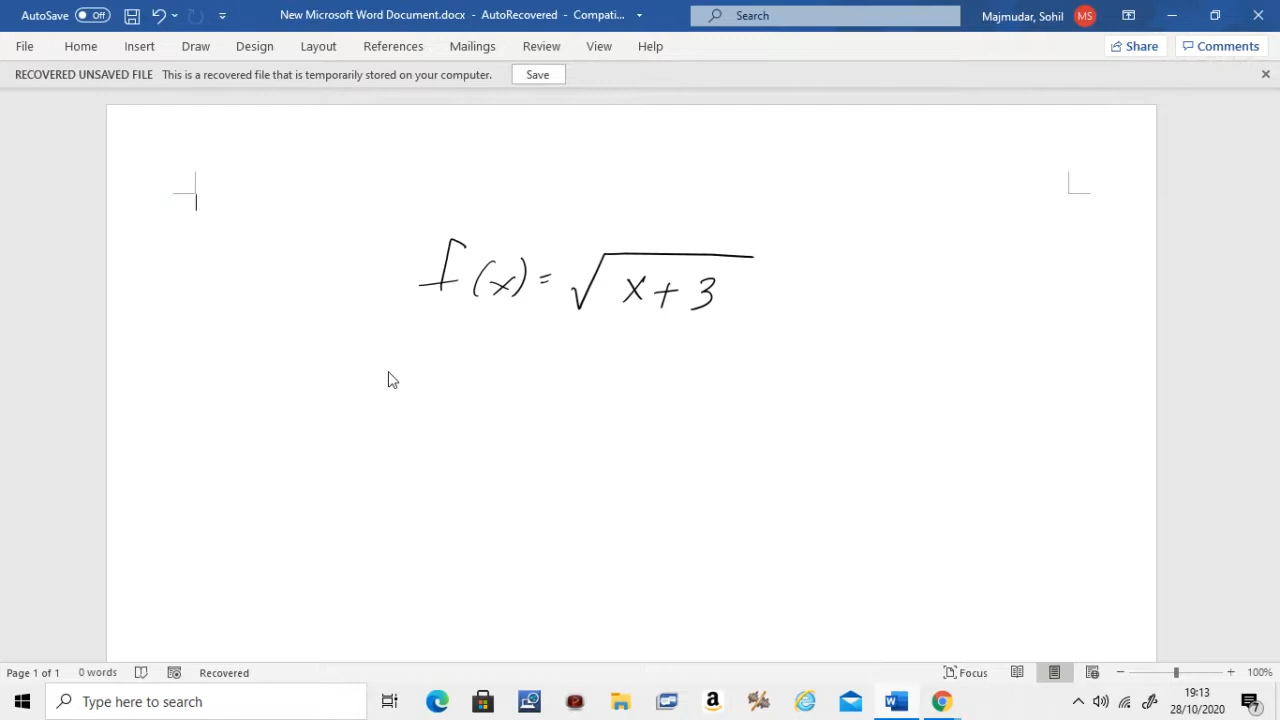 AutoSave Off New Microsoft Word Document.docx - AutoRecovered - Compati... Search Majmudar, Sohil MS
File Home Insert Draw Design Layout References Mailings Review View Help Share Comments
RECOVERED UNSAVED FILE This is a recovered file that is temporarily stored on your computer. Save
f(x) = √x + 3
Page 1 of 1 0 words Recovered Focus 100%
Type here to search 19:13
28/10/2020 7